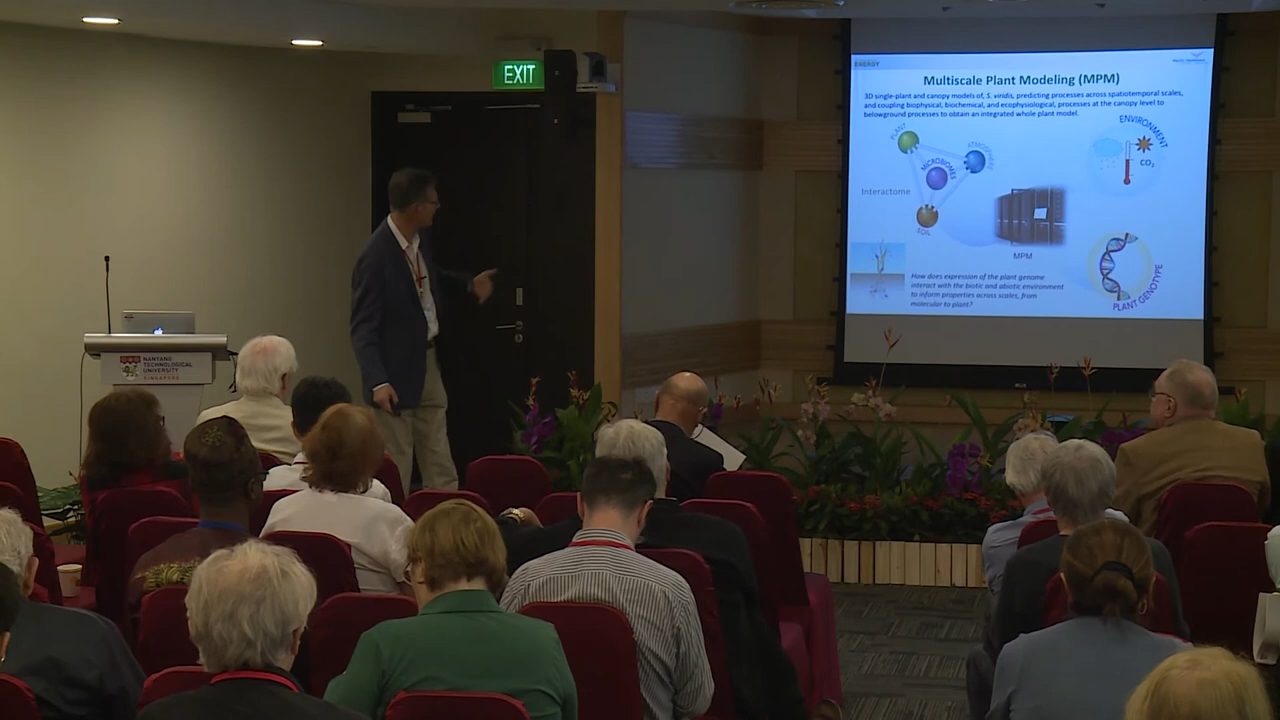 EXIT
ENERGY
Multiscale Plant Modeling (MPM)
3D single-plant and canopy models of, S. viridis, predicting processes across spatiotemporal scales,
and coupling biophysical, biochemical, and ecophysiological, processes at the canopy level to
belowground processes to obtain an integrated whole plant model.
PLANT
ATMOSPHERE
MICROBIOMES
SOIL
Interactome
ENVIRONMENT
CO₂
MPM
PLANT GENOTYPE
How does expression of the plant genome
interact with the biotic and abiotic environment
to inform properties across scales, from
molecular to plant?
NANYANG
TECHNOLOGICAL
UNIVERSITY
SINGAPORE